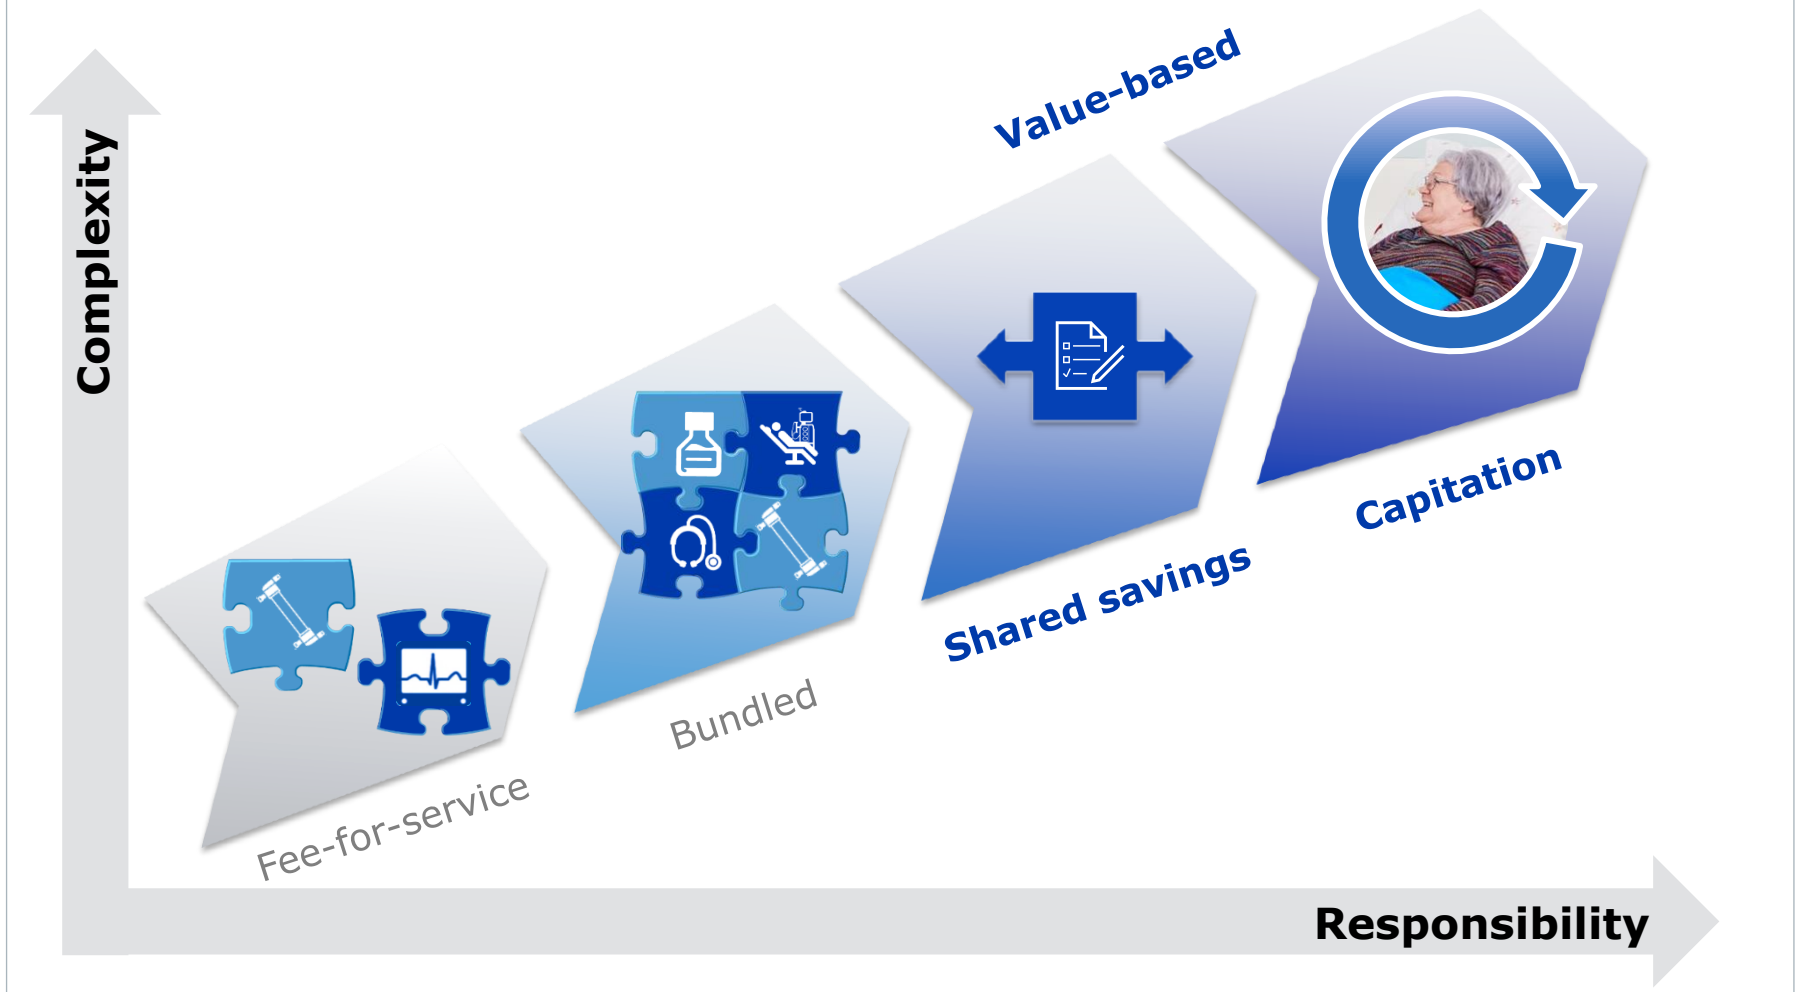 Value-based
Complexity
Capitation
Shared savings
Bundled
Fee-for-service
Responsibility